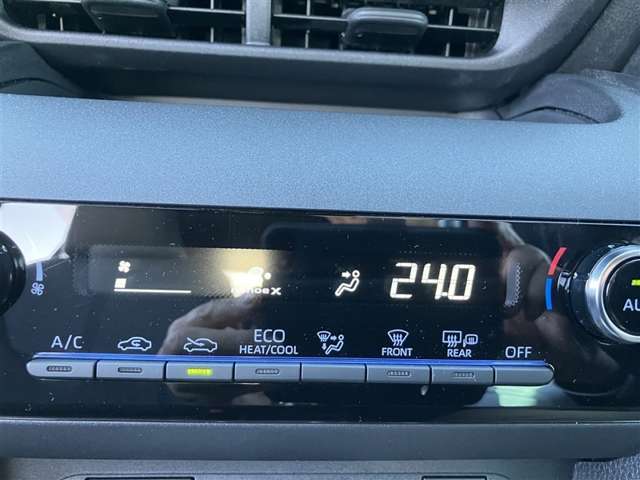 24.0
A/C
ECO
HEAT/COOL
FRONT
REAR
OFF